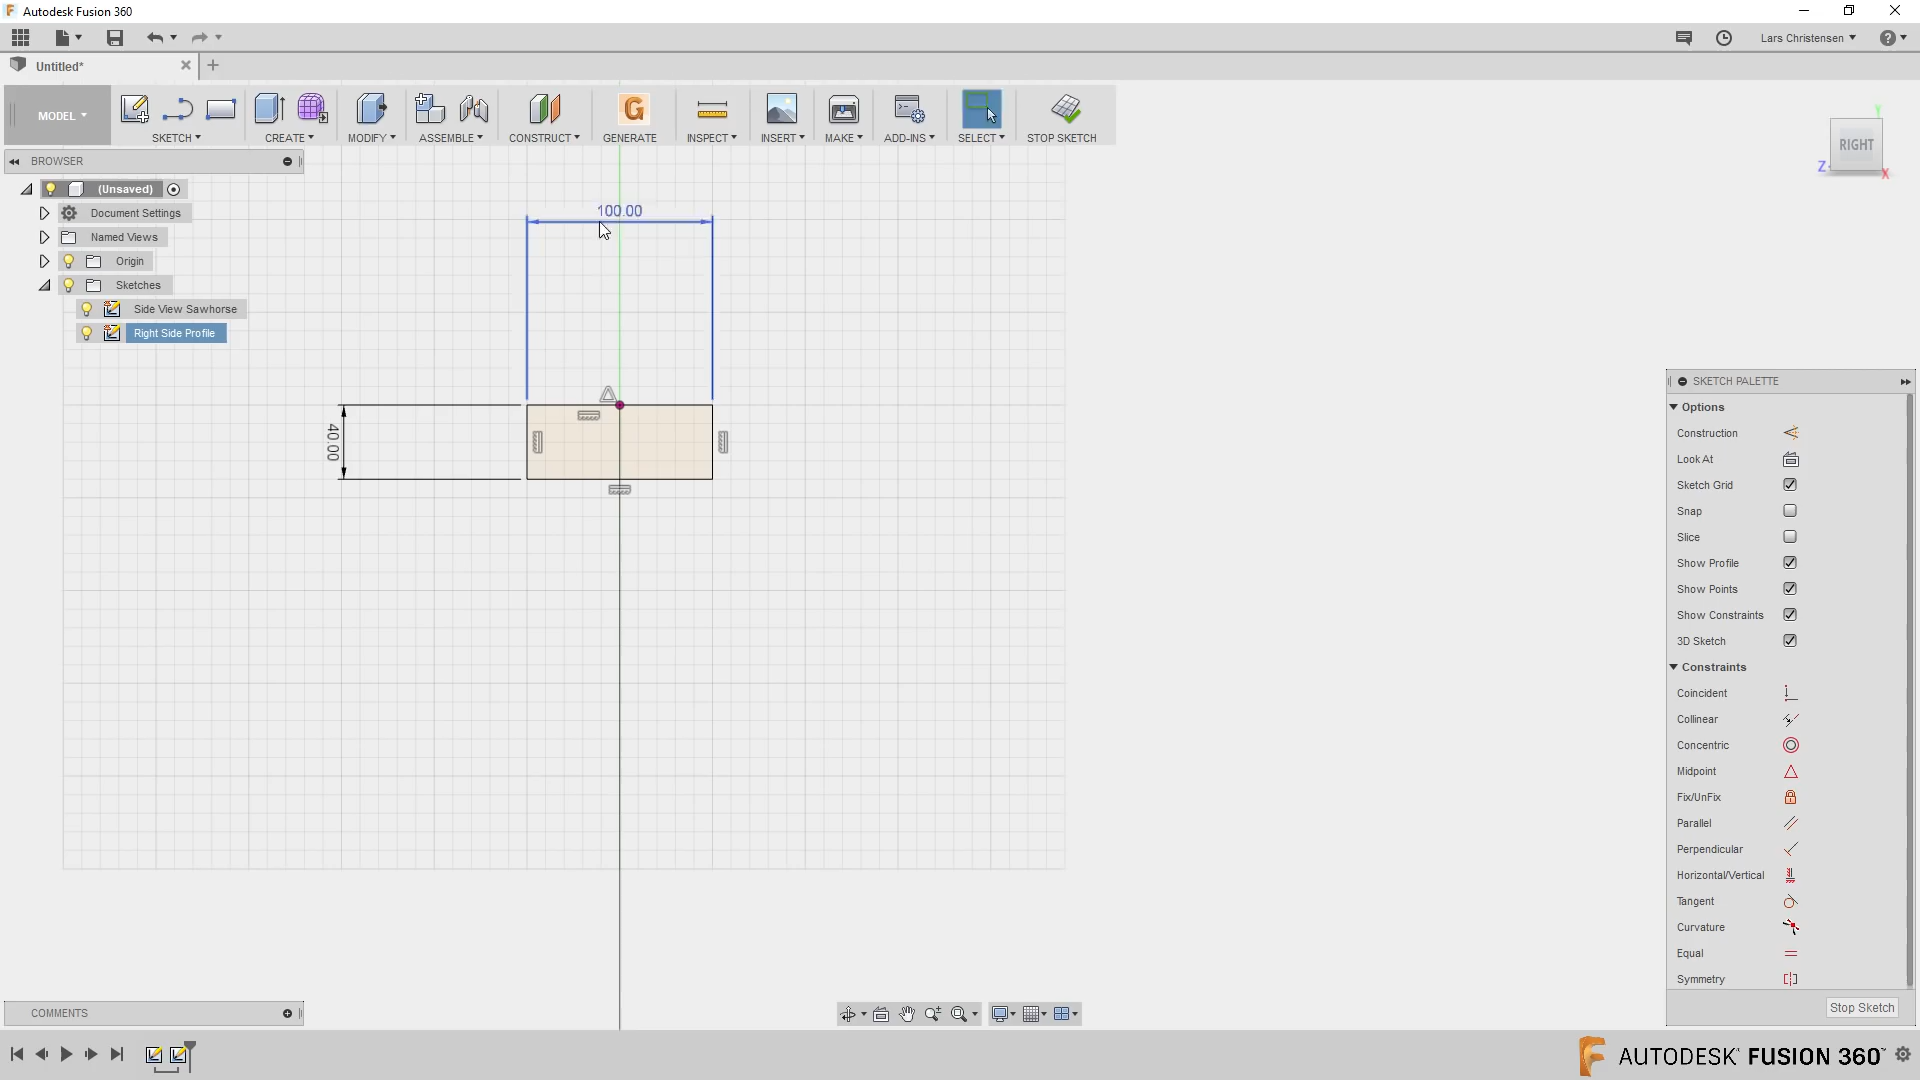 Autodesk Fusion 360
Lars Christensen
Untitled*
MODEL
SKETCH
CREATE
MODIFY
ASSEMBLE
CONSTRUCT
GENERATE
INSPECT
INSERT
MAKE
ADD-INS
SELECT
STOP SKETCH
BROWSER
(Unsaved)
Document Settings
Named Views
Origin
Sketches
Side View Sawhorse
Right Side Profile
100.00
40.00
RIGHT
Y
Z
X
SKETCH PALETTE
Options
Construction
Look At
Sketch Grid
Snap
Slice
Show Profile
Show Points
Show Constraints
3D Sketch
Constraints
Coincident
Collinear
Concentric
Midpoint
Fix/UnFix
Parallel
Perpendicular
Horizontal/Vertical
Tangent
Curvature
Equal
Symmetry
Stop Sketch
COMMENTS
AUTODESK® FUSION 360™